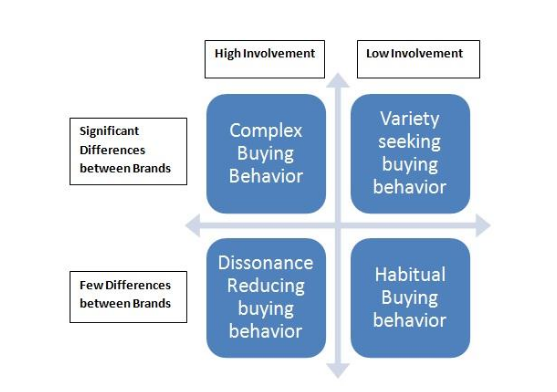 High Involvement
Low Involvement
Significant
Differences
between Brands
Complex
Buying
Behavior
Variety
seeking
buying
behavior
Few Differences
between Brands
Dissonance
Reducing
buying
behavior
Habitual
Buying
behavior